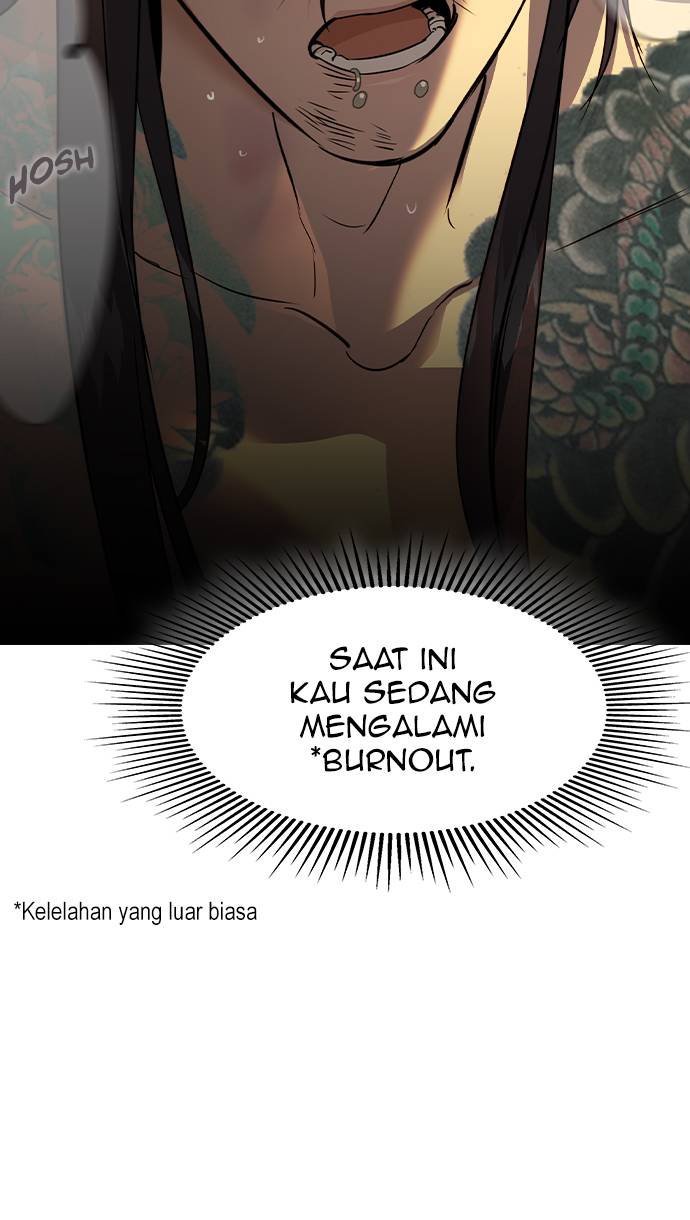 HOSH
SAAT INI
KAU SEDANG
MENGALAMI
*BURNOUT.
*Kelelahan yang luar biasa